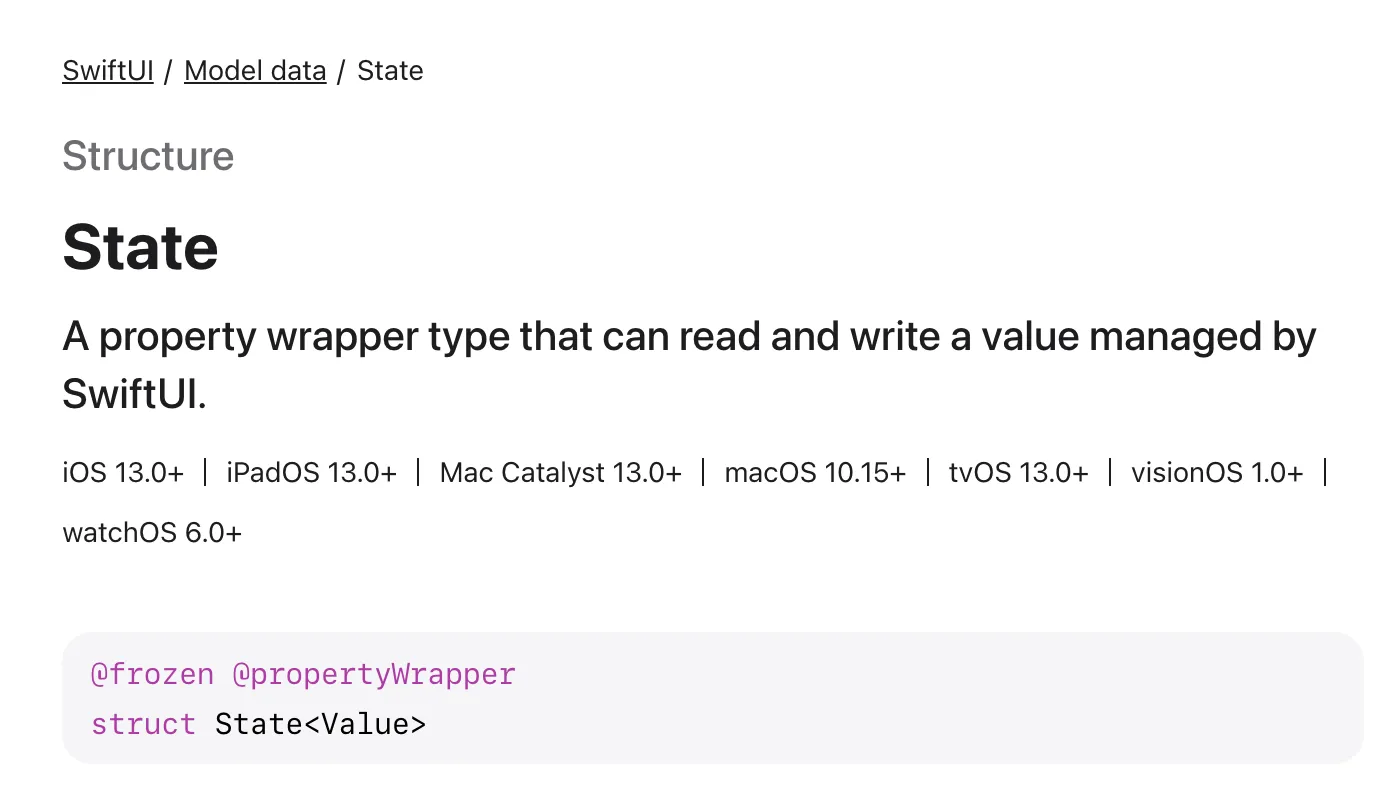 SwiftUI / Model data / State
Structure
State
A property wrapper type that can read and write a value managed by
SwiftUI.
iOS 13.0+ | iPadOS 13.0+ | Mac Catalyst 13.0+ | macOS 10.15+ | tvOS 13.0+ | visionOS 1.0+ |
watchOS 6.0+
@frozen @propertyWrapper
struct State<Value>